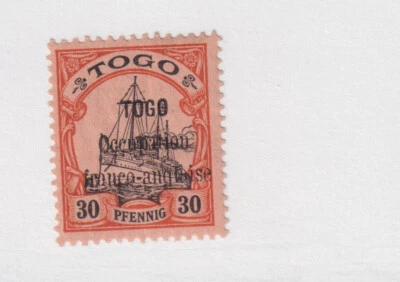 TOGO
TOGO
Occupation
franco-anglaise
30 PFENNIG 30